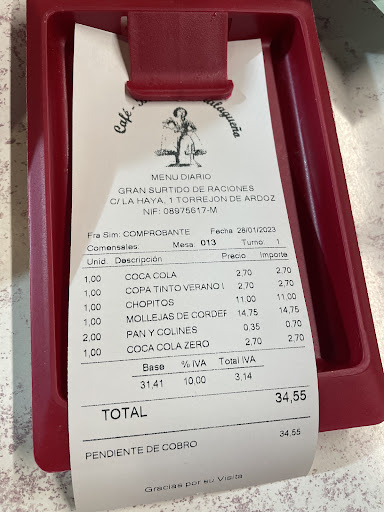 Café -
MENU DIARIO
GRAN SURTIDO DE RACIONES
C/ LA HAYA, 1 TORREJON DE ARDOZ
NIF: 08975617-M
Fra Sim: COMPROBANTE Fecha 28/01/2023
Comensales: Mesa: 013 Turno: 1
Unid. Descripción Precio Importe
1,00 COCA COLA 2,70 2,70
1,00 COPA TINTO VERANO L 2,70 2,70
1,00 CHOPITOS 11,00 11,00
1,00 MOLLEJAS DE CORDEF 14,75 14,75
2,00 PAN Y COLINES 0,35 0,70
1,00 COCA COLA ZERO 2,70 2,70
Base % IVA Total IVA
31,41 10,00 3,14
TOTAL 34,55
PENDIENTE DE COBRO 34,55
Gracias por su Visita